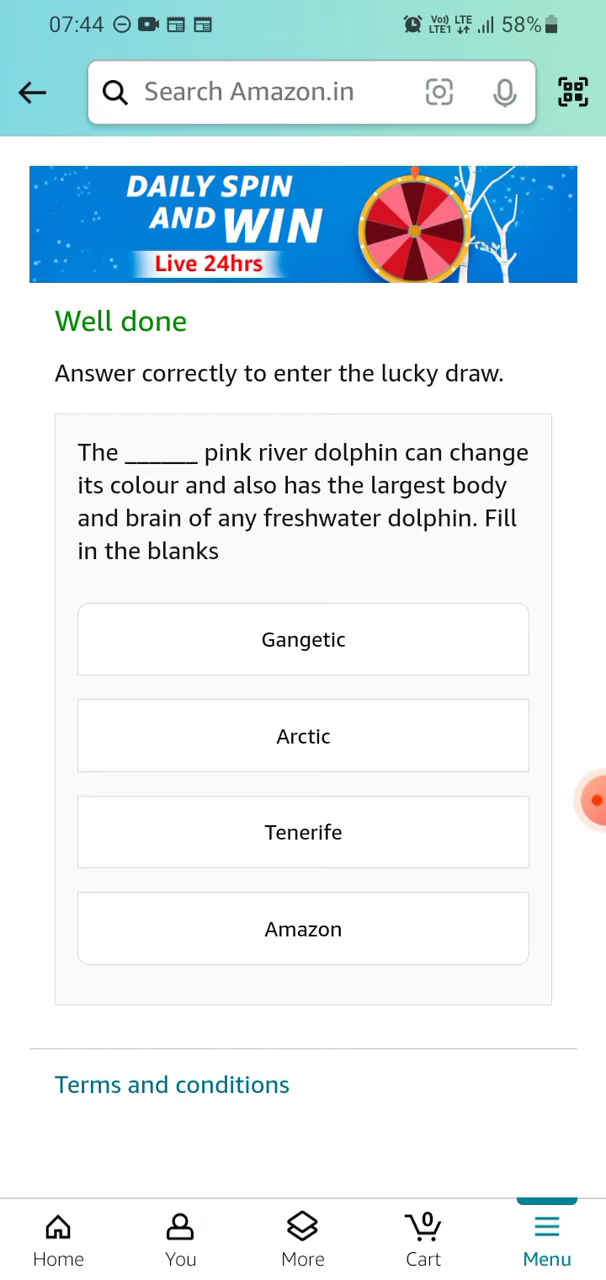 07:44 Vo)) LTE LTE1 58%
Search Amazon.in
DAILY SPIN
AND WIN
Live 24hrs
Well done
Answer correctly to enter the lucky draw.
The ______ pink river dolphin can change
its colour and also has the largest body
and brain of any freshwater dolphin. Fill
in the blanks
Gangetic
Arctic
Tenerife
Amazon
Terms and conditions
0
Home You More Cart Menu